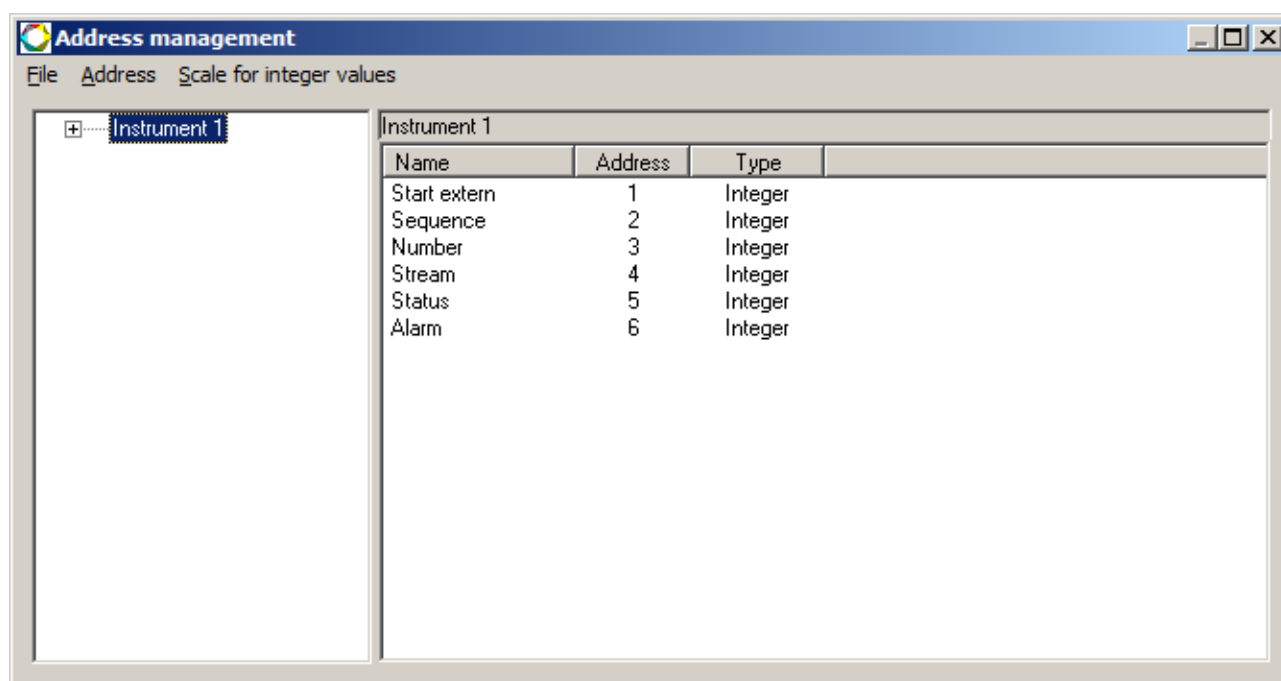 Address management
File Address Scale for integer values
Instrument 1
Instrument 1
Name Address Type
Start extern 1 Integer
Sequence 2 Integer
Number 3 Integer
Stream 4 Integer
Status 5 Integer
Alarm 6 Integer